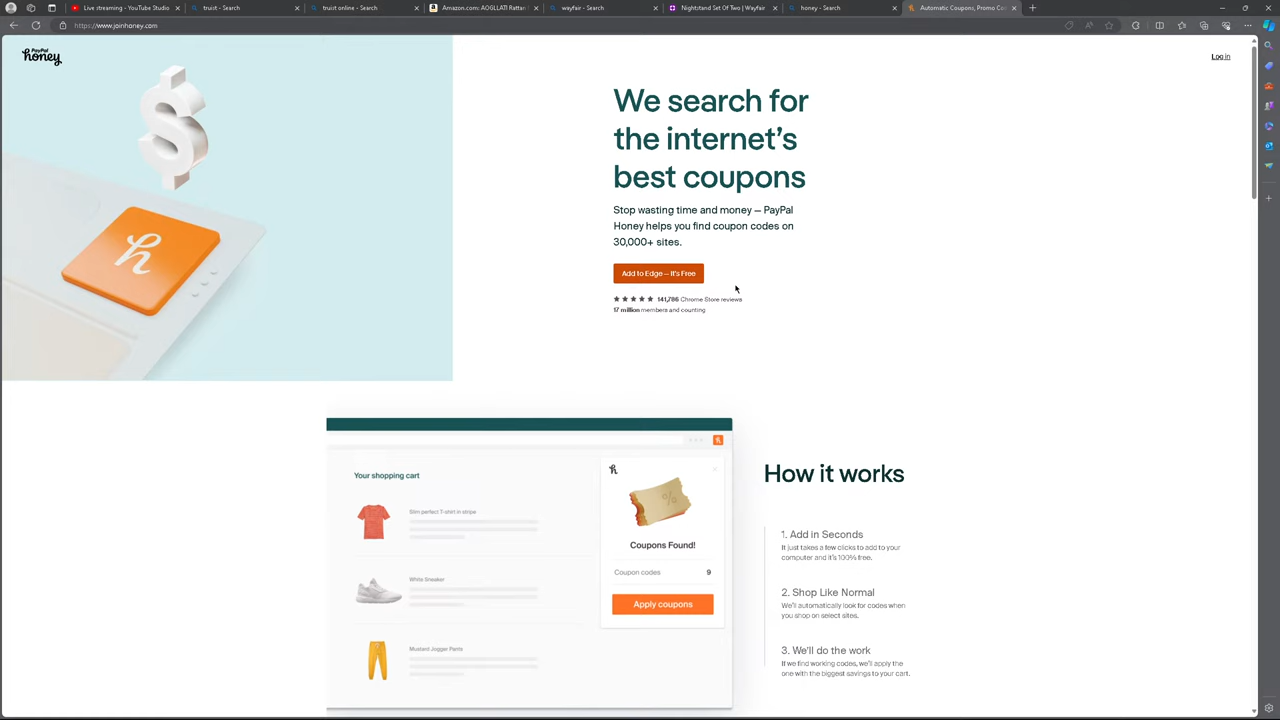 Live streaming - YouTube Studio
truist - Search
truist online - Search
Amazon.com: AOGLLATI Rattan
wayfair - Search
Nightstand Set Of Two | Wayfair
honey - Search
Automatic Coupons, Promo Co
https://www.joinhoney.com
PayPal
honey
Log in
We search for
the internet's
best coupons
Stop wasting time and money – PayPal
Honey helps you find coupon codes on
30,000+ sites.
Add to Edge – It's Free
141,786 Chrome Store reviews
17 million members and counting
h
Your shopping cart
h
Slim perfect T-shirt in stripe
%
Coupons Found!
White Sneaker
Coupon codes 9
Apply coupons
Mustard Jogger Pants
How it works
1. Add in Seconds
It just takes a few clicks to add to your
computer and it's 100% free.
2. Shop Like Normal
We'll automatically look for codes when
you shop on select sites.
3. We'll do the work
If we find working codes, we'll apply the
one with the biggest savings to your cart.